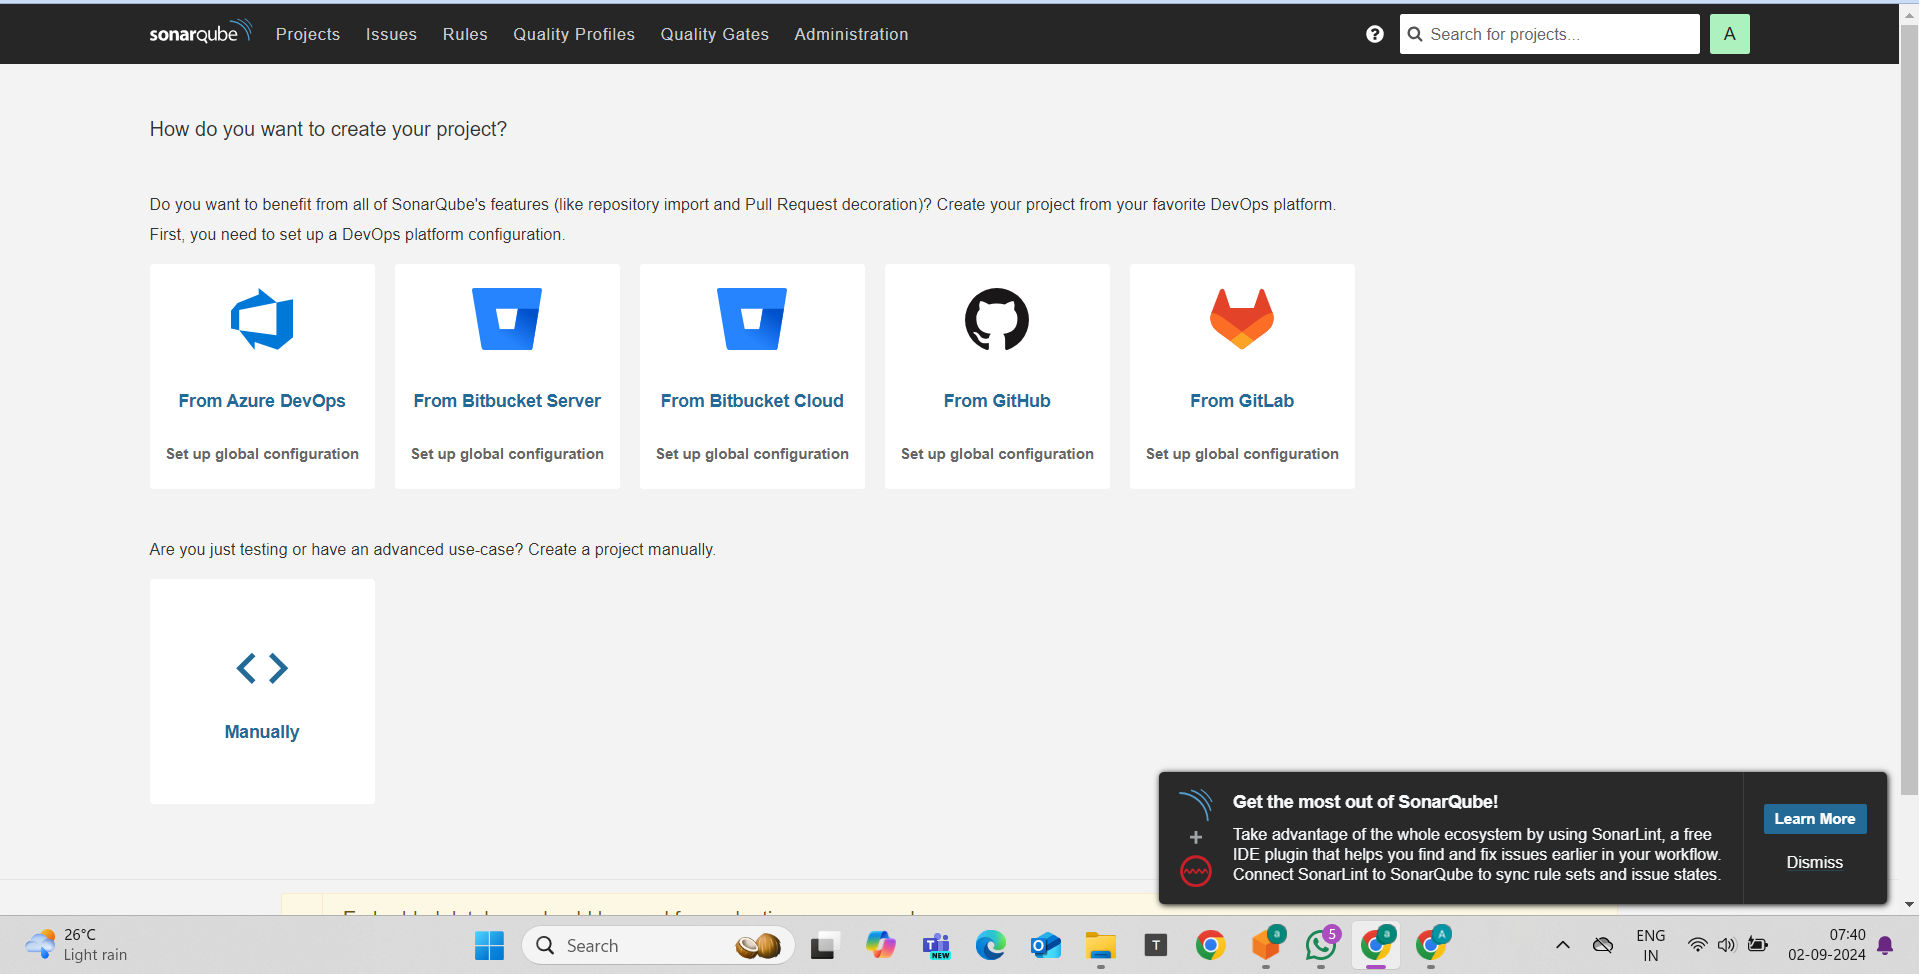 sonarqube Projects Issues Rules Quality Profiles Quality Gates Administration ? Search for projects... A
How do you want to create your project?
Do you want to benefit from all of SonarQube's features (like repository import and Pull Request decoration)? Create your project from your favorite DevOps platform.
First, you need to set up a DevOps platform configuration.
From Azure DevOps From Bitbucket Server From Bitbucket Cloud From GitHub From GitLab
Set up global configuration Set up global configuration Set up global configuration Set up global configuration Set up global configuration
Are you just testing or have an advanced use-case? Create a project manually.
Manually
Get the most out of SonarQube!
Take advantage of the whole ecosystem by using SonarLint, a free
IDE plugin that helps you find and fix issues earlier in your workflow.
Connect SonarLint to SonarQube to sync rule sets and issue states.
Learn More
Dismiss
26°C
Light rain
Search
T
NEW
T
a
5
a
A
ENG
IN
07:40
02-09-2024